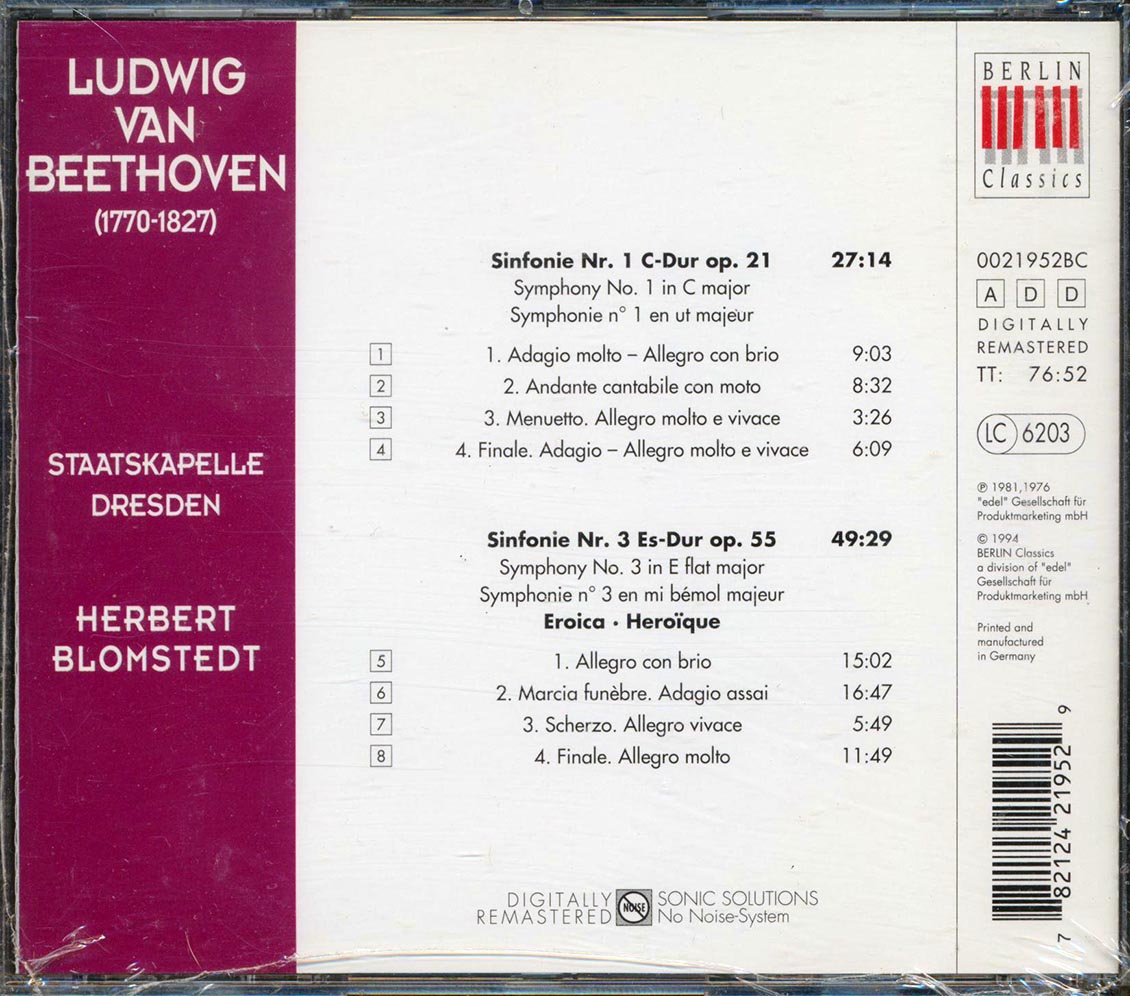 LUDWIG
VAN
BEETHOVEN
(1770-1827)
STAATSKAPELLE
DRESDEN
HERBERT
BLOMSTEDT
Sinfonie Nr. 1 C-Dur op. 21 27:14
Symphony No. 1 in C major
Symphonie n° 1 en ut majeur
1 1. Adagio molto – Allegro con brio 9:03
2 2. Andante cantabile con moto 8:32
3 3. Menuetto. Allegro molto e vivace 3:26
4 4. Finale. Adagio – Allegro molto e vivace 6:09
Sinfonie Nr. 3 Es-Dur op. 55 49:29
Symphony No. 3 in E flat major
Symphonie n° 3 en mi bémol majeur
Eroica · Heroïque
5 1. Allegro con brio 15:02
6 2. Marcia funèbre. Adagio assai 16:47
7 3. Scherzo. Allegro vivace 5:49
8 4. Finale. Allegro molto 11:49
DIGITALLY
REMASTERED
NOISE
SONIC SOLUTIONS
No Noise-System
BERLIN
Classics
0021952BC
A D D
DIGITALLY
REMASTERED
TT: 76:52
LC 6203
℗ 1981,1976
"edel" Gesellschaft für
Produktmarketing mbH
© 1994
BERLIN Classics
a division of "edel"
Gesellschaft für
Produktmarketing mbH
Printed and
manufactured
in Germany
7 82124 21952 9